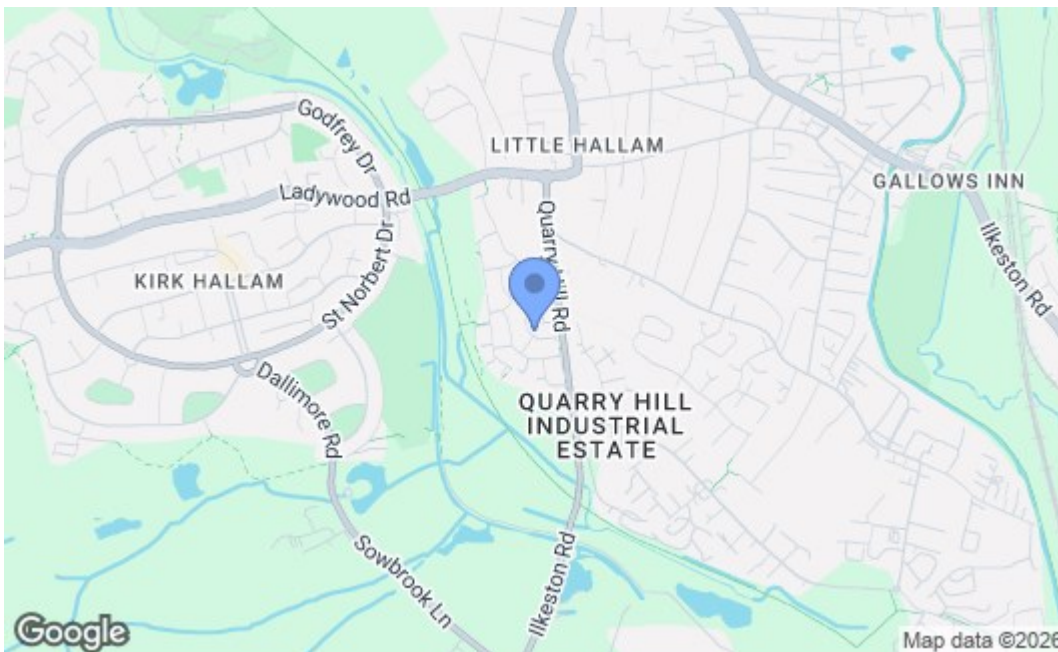 Godfrey Dr
LITTLE HALLAM
GALLOWS INN
Ladywood Rd
Quarry Hill Rd
Ilkeston Rd
KIRK HALLAM
St Norbert Dr
Dallimore Rd
QUARRY HILL
INDUSTRIAL
ESTATE
Sowbrook Ln
Ilkeston Rd
Google
Map data ©2026